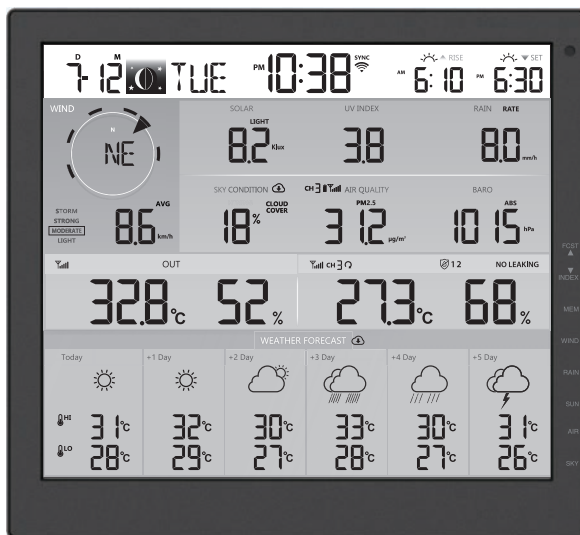 D M SYNC ▲ RISE ▼ SET
7-12 TUE PM 10:38 AM 6:10 PM 6:30
WIND SOLAR UV INDEX RAIN RATE
N LIGHT
NE 8.2 Klux 3.8 8.0 mm/h
SKY CONDITION CH3 AIR QUALITY BARO
STORM AVG CLOUD COVER PM2.5 ABS
STRONG
MODERATE 8.6 km/h 18% 31.2 µg/m³ 1015 hPa
LIGHT
OUT CH3 1 2 NO LEAKING
32.8°C 52% 27.3°C 68%
WEATHER FORECAST
Today +1 Day +2 Day +3 Day +4 Day +5 Day
HI 31°C 32°C 30°C 33°C 30°C 31°C
LO 28°C 29°C 27°C 28°C 27°C 26°C
FCST
▲
▼
INDEX
MEM
WIND
RAIN
SUN
AIR
SKY